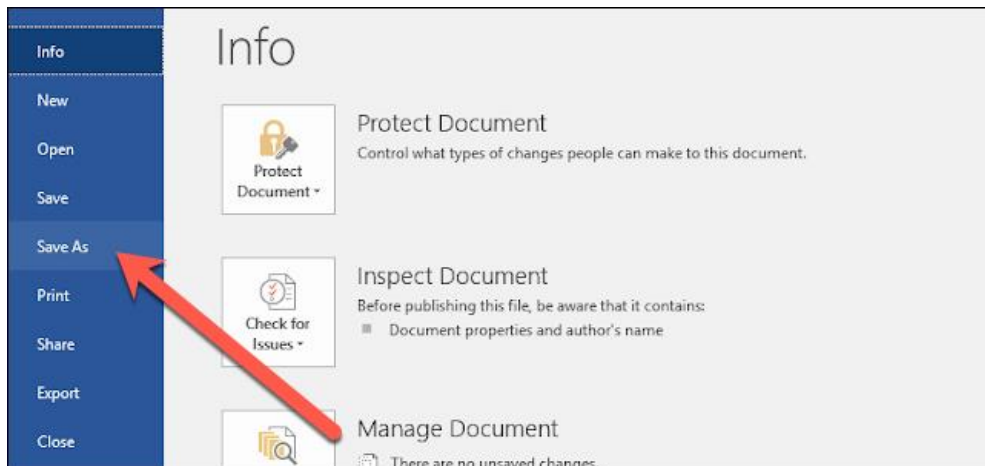 Info
New
Open
Save
Save As
Print
Share
Export
Close
Info
Protect
Document
Protect Document
Control what types of changes people can make to this document.
Check for
Issues
Inspect Document
Before publishing this file, be aware that it contains:
Document properties and author's name
Manage Document
There are no unsaved changes